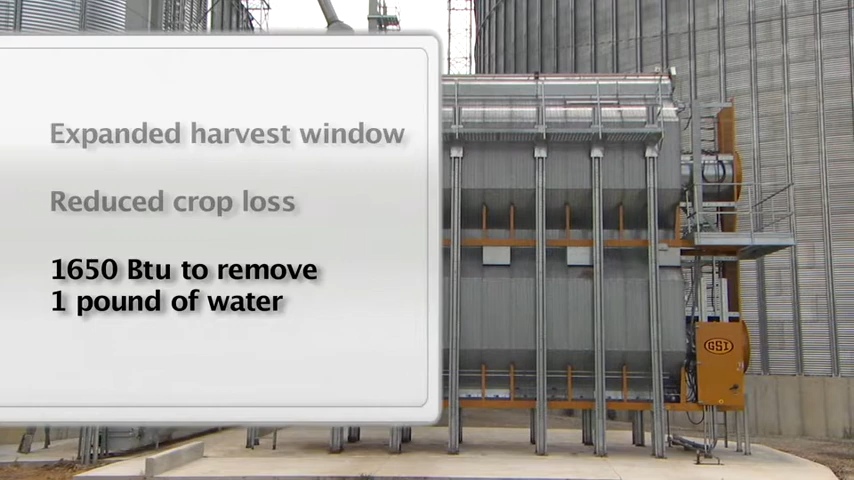 Expanded harvest window
Reduced crop loss
1650 Btu to remove
1 pound of water
GSI